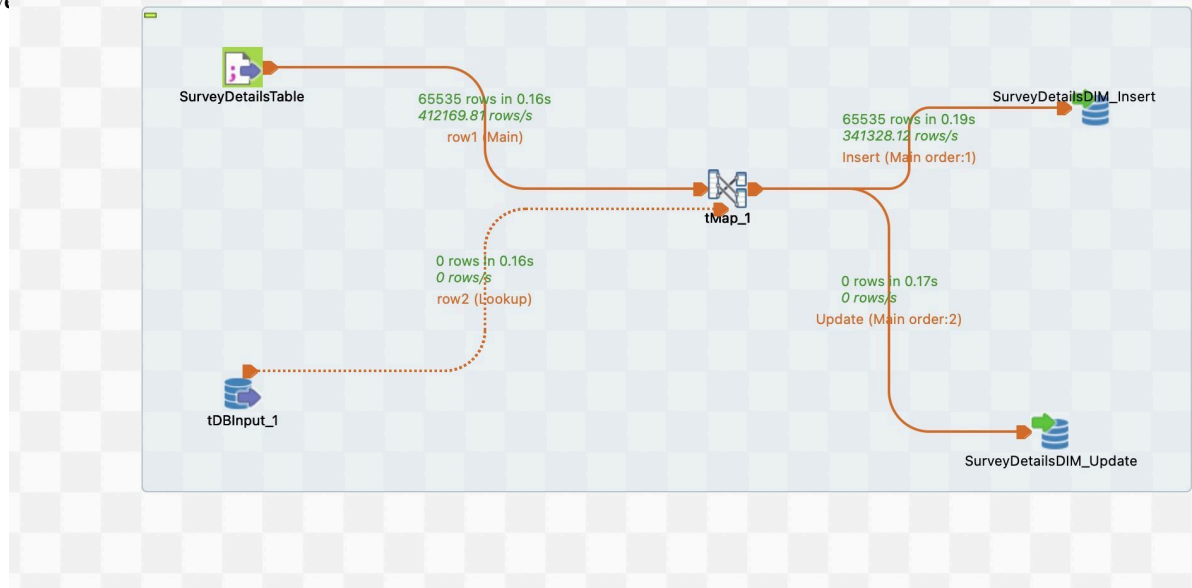 SurveyDetailsTable
65535 rows in 0.16s
412169.81 rows/s
row1 (Main)
SurveyDetailsDIM_Insert
65535 rows in 0.19s
341328.12 rows/s
Insert (Main order:1)
tMap_1
0 rows in 0.16s
0 rows/s
row2 (Lookup)
0 rows in 0.17s
0 rows/s
Update (Main order:2)
tDBInput_1
SurveyDetailsDIM_Update